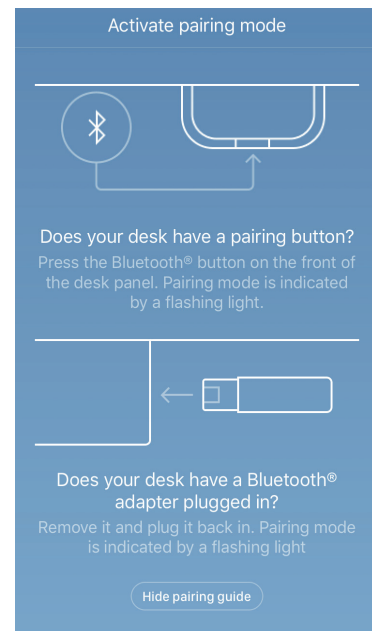 Activate pairing mode
Does your desk have a pairing button?
Press the Bluetooth® button on the front of
the desk panel. Pairing mode is indicated
by a flashing light.
Does your desk have a Bluetooth®
adapter plugged in?
Remove it and plug it back in. Pairing mode
is indicated by a flashing light
Hide pairing guide